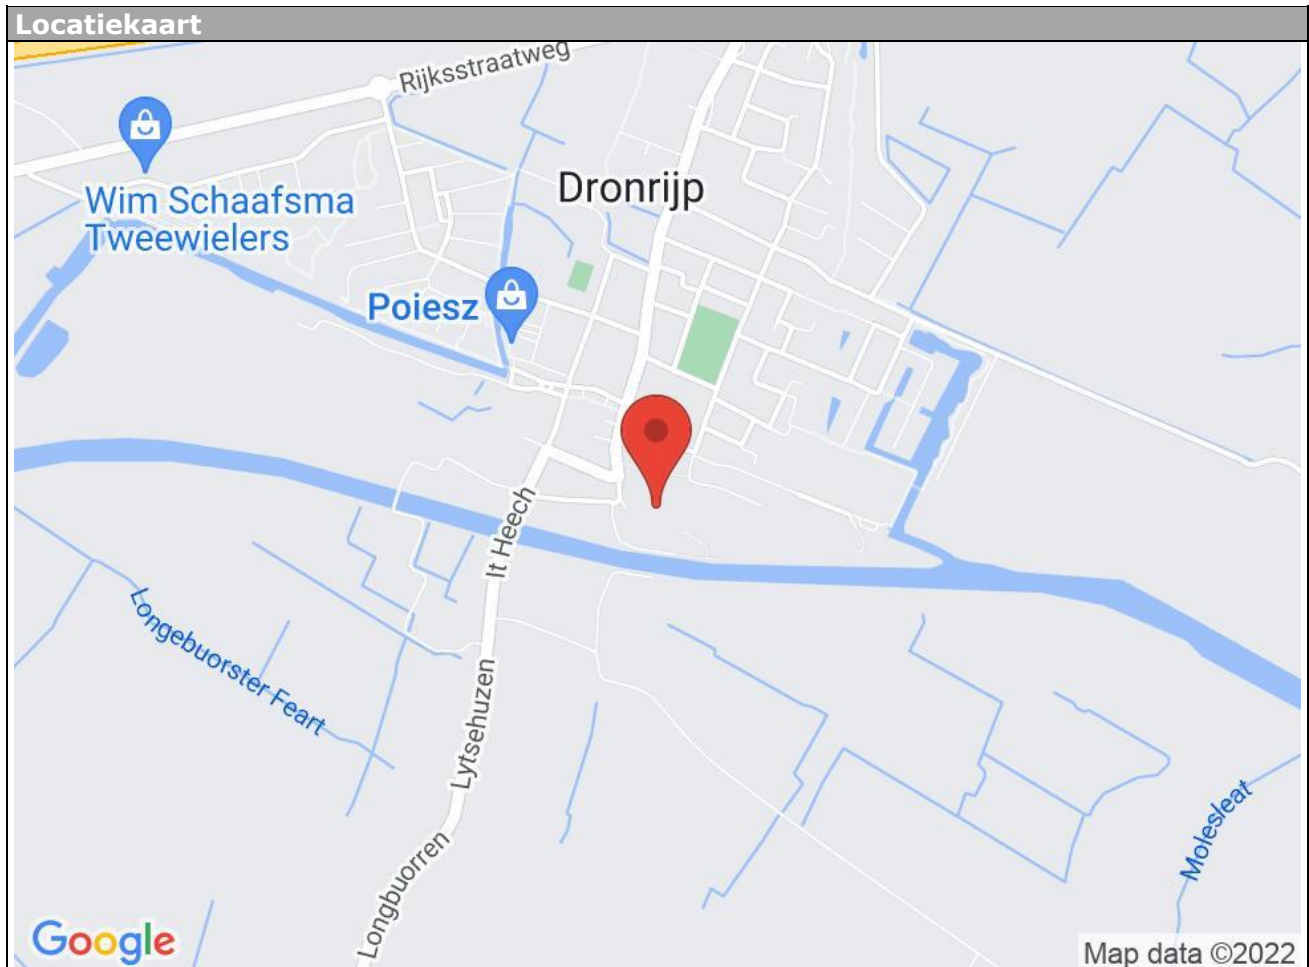 Locatiekaart
Rijksstraatweg
Wim Schaafsma
Tweewielers
Dronrijp
Poiesz
It Heech
Longebuorster Feart
Lytsehuzen
Longbuorren
Molesleat
Google
Map data ©2022